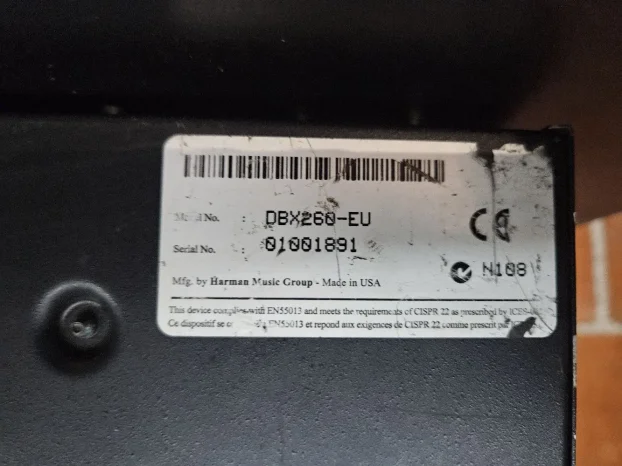 No. : DBX260-EU
Serial No. : 01001891
CE
N108
Mfg. by Harman Music Group - Made in USA
This device complies with EN55013 and meets the requirements of CISPR 22 as prescribed by
Ce dispositif se EN55013 et repond aux exigences de CISPR 22 comme prescrit par